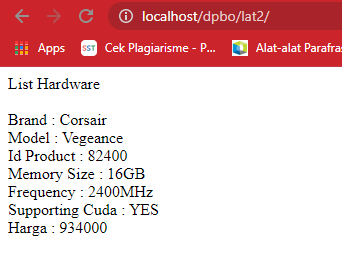 localhost/dpbo/lat2/
Apps
SST
Cek Plagiarisme - P...
Alat-alat Parafras
List Hardware
Brand : Corsair
Model : Vegeance
Id Product : 82400
Memory Size : 16GB
Frequency : 2400MHz
Supporting Cuda : YES
Harga : 934000